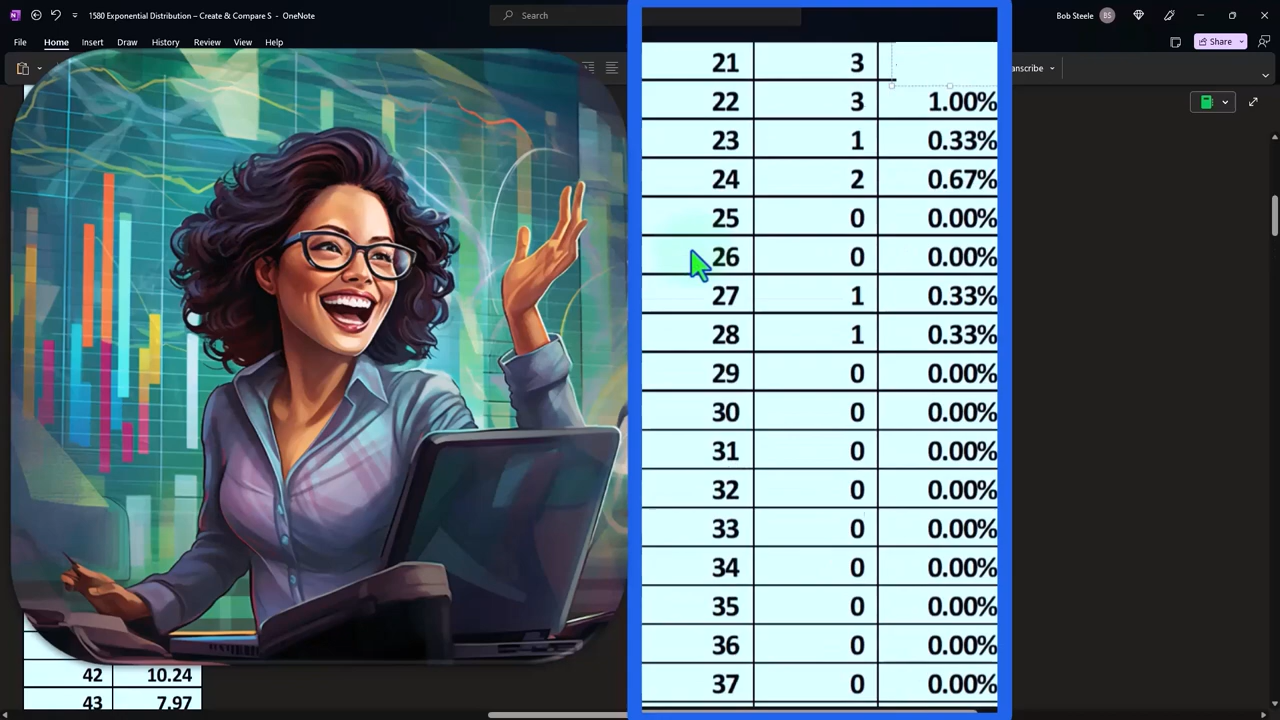 1580 Exponential Distribution – Create & Compare S - OneNote
Search
Bob Steele BS
File Home Insert Draw History Review View Help
Share
anscribe
21 3
22 3 1.00%
23 1 0.33%
24 2 0.67%
25 0 0.00%
26 0 0.00%
27 1 0.33%
28 1 0.33%
29 0 0.00%
30 0 0.00%
31 0 0.00%
32 0 0.00%
33 0 0.00%
34 0 0.00%
35 0 0.00%
36 0 0.00%
37 0 0.00%
42 10.24
43 7.97